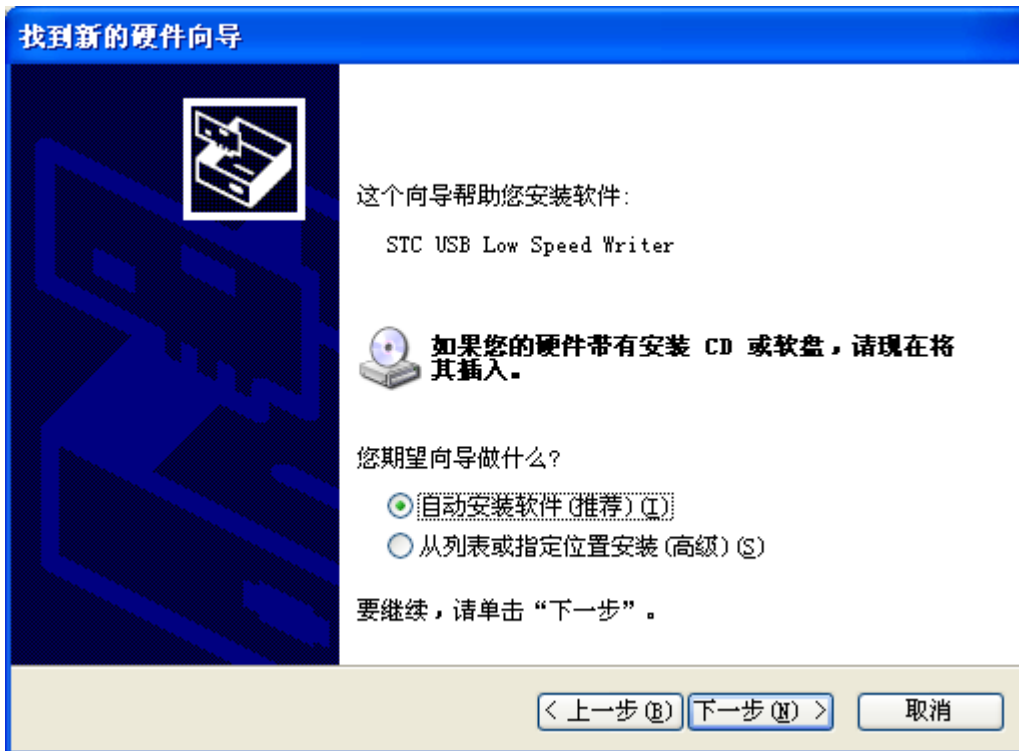 找到新的硬件向导
这个向导帮助您安装软件:
STC USB Low Speed Writer
如果您的硬件带有安装 CD 或软盘，请现在将
其插入。
您期望向导做什么?
自动安装软件(推荐)(I)
从列表或指定位置安装(高级)(S)
要继续，请单击“下一步”。
< 上一步(B)
下一步(N) >
取消